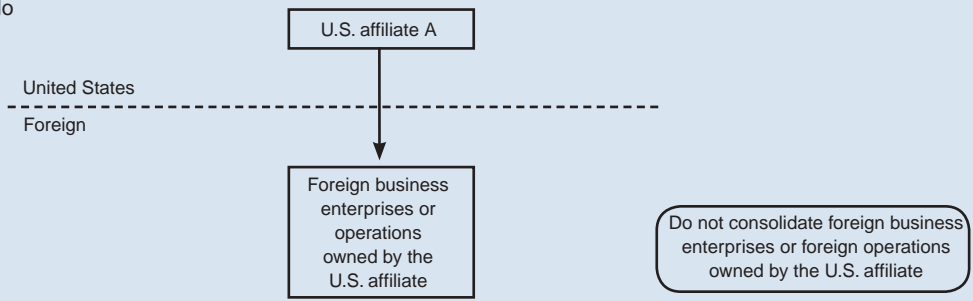 U.S. affiliate A
United States
Foreign
Foreign business
enterprises or
operations
owned by the
U.S. affiliate
Do not consolidate foreign business
enterprises or foreign operations
owned by the U.S. affiliate